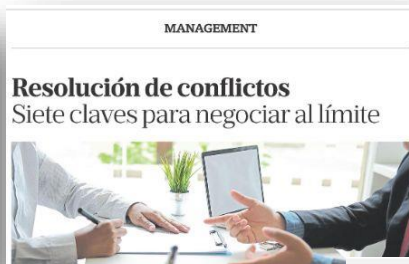 MANAGEMENT
Resolución de conflictos
Siete claves para negociar al límite